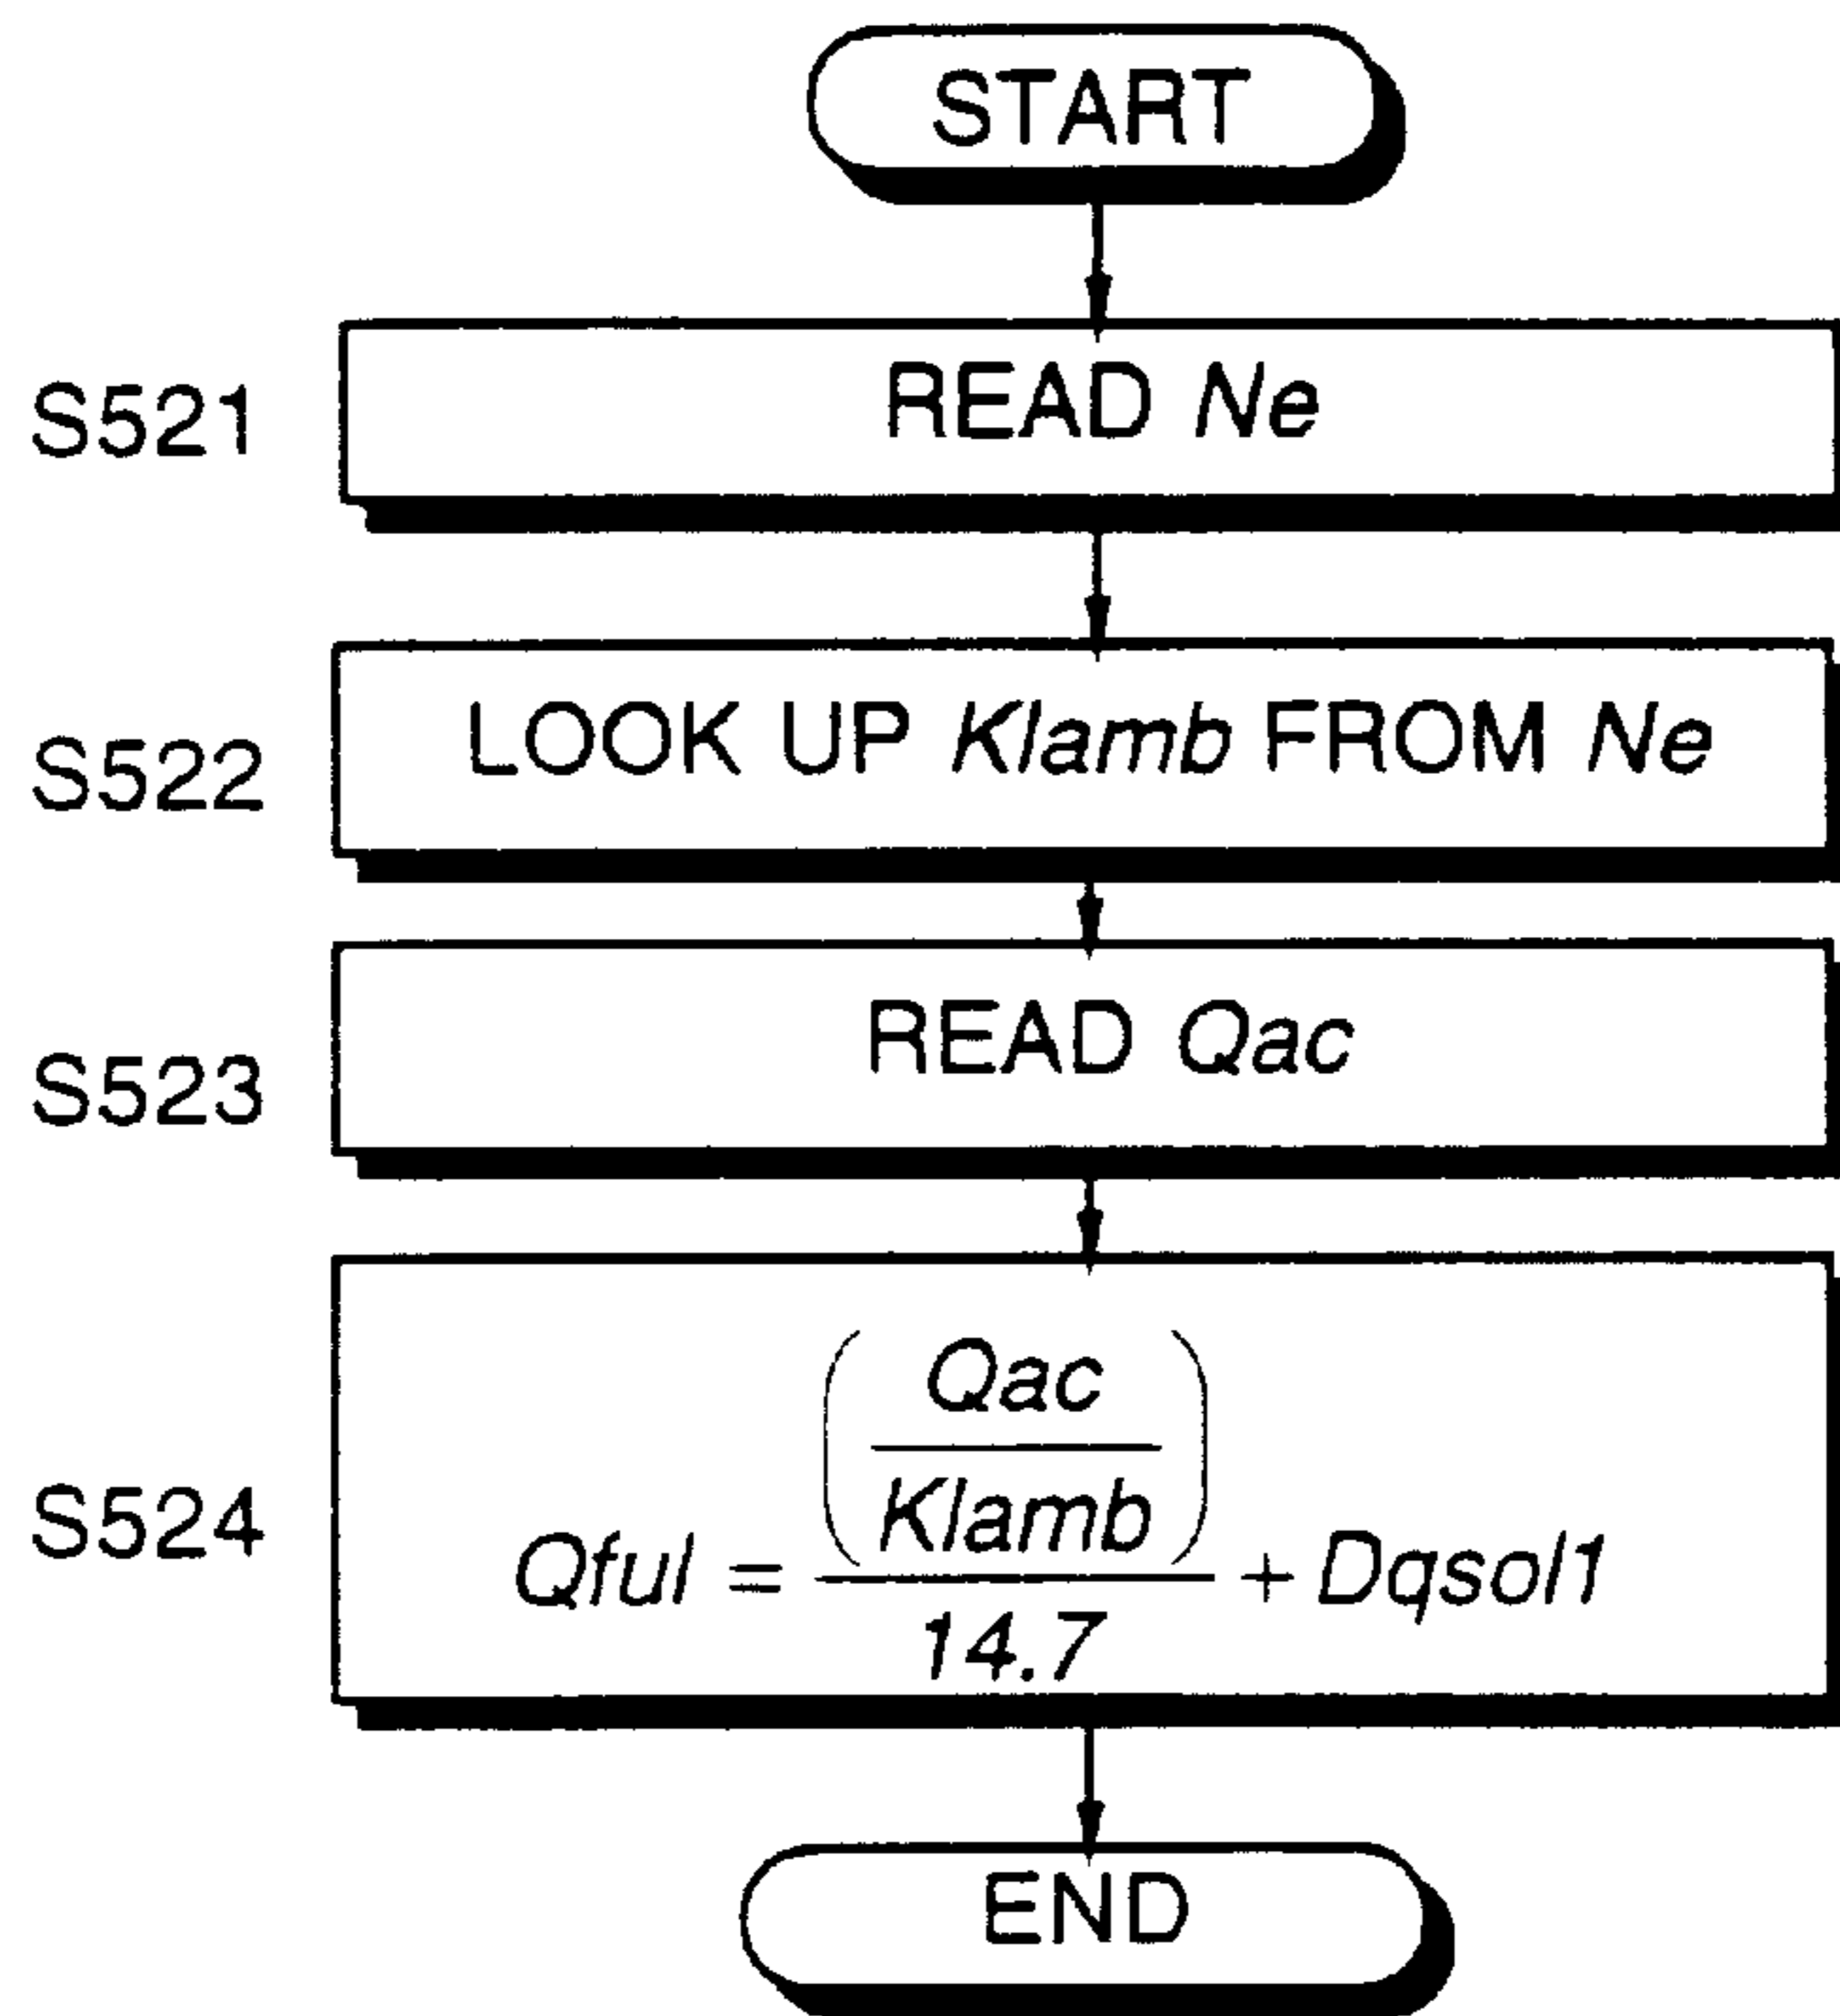 START
S521
READ Ne
S522
LOOK UP Klamb FROM Ne
S523
READ Qac
S524
Qful = (Qac / Klamb) / 14.7 + Dqsol1
END